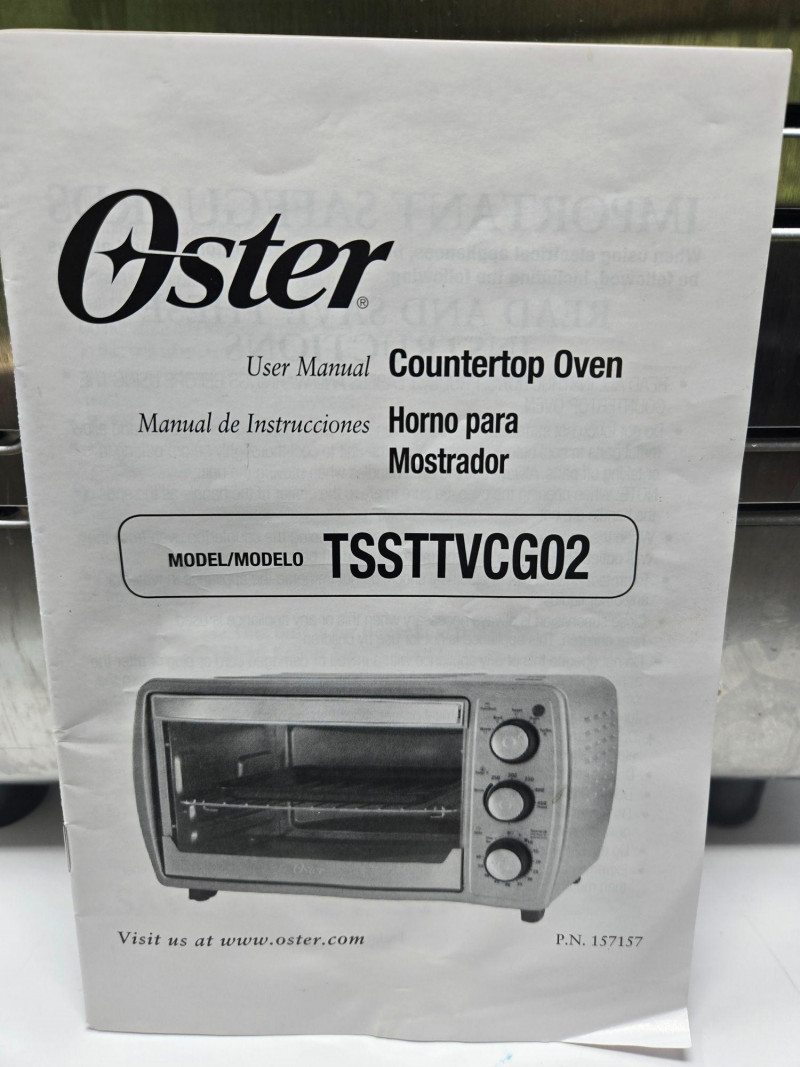 Oster®
User Manual Countertop Oven
Manual de Instrucciones Horno para
Mostrador
MODEL/MODELO TSSTTVCG02
Visit us at www.oster.com
P.N. 157157